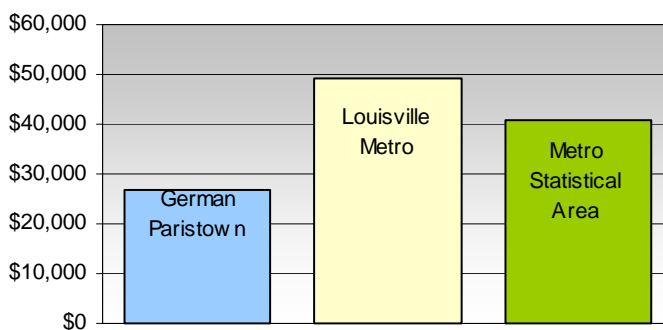 $60,000
$50,000
$40,000
$30,000
$20,000
$10,000
$0
German
Paristown
Louisville
Metro
Metro
Statistical
Area